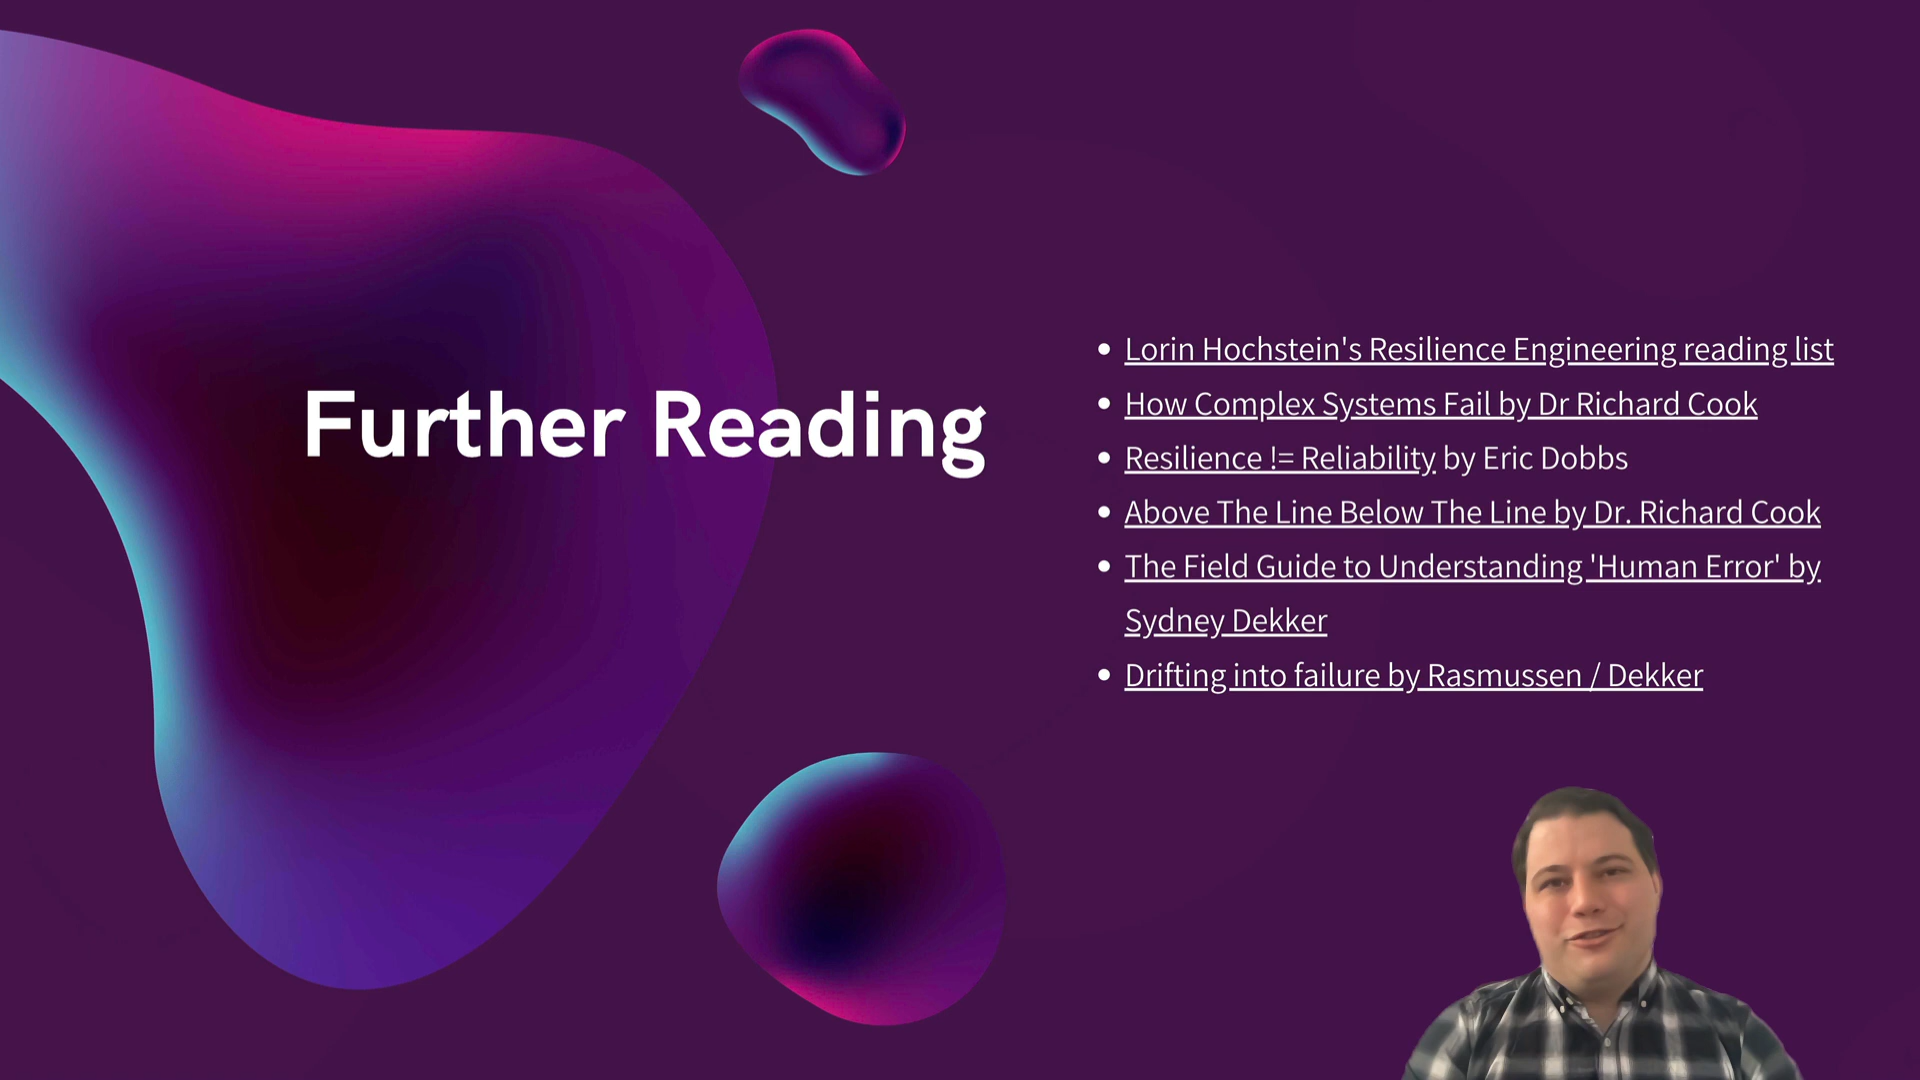 Further Reading
Lorin Hochstein's Resilience Engineering reading list
How Complex Systems Fail by Dr Richard Cook
Resilience != Reliability by Eric Dobbs
Above The Line Below The Line by Dr. Richard Cook
The Field Guide to Understanding 'Human Error' by
Sydney Dekker
Drifting into failure by Rasmussen / Dekker